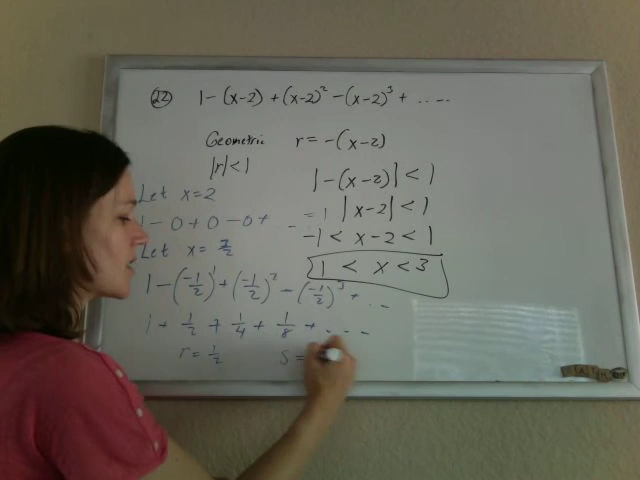 22 1 - (x-2) + (x-2)² - (x-2)³ + .....
Geometric r = -(x-2)
|r| < 1
|-(x-2)| < 1
|x-2| < 1
-1 < x-2 < 1
1 < x < 3
Let x=2
1 - 0 + 0 - 0 + ... = 1
Let x =
1 - (-1/2)¹ + (-1/2)² - (-1/2)³ + ...
1 + 1/2 + 1/4 + 1/8 + ....
r = 1/2 S =